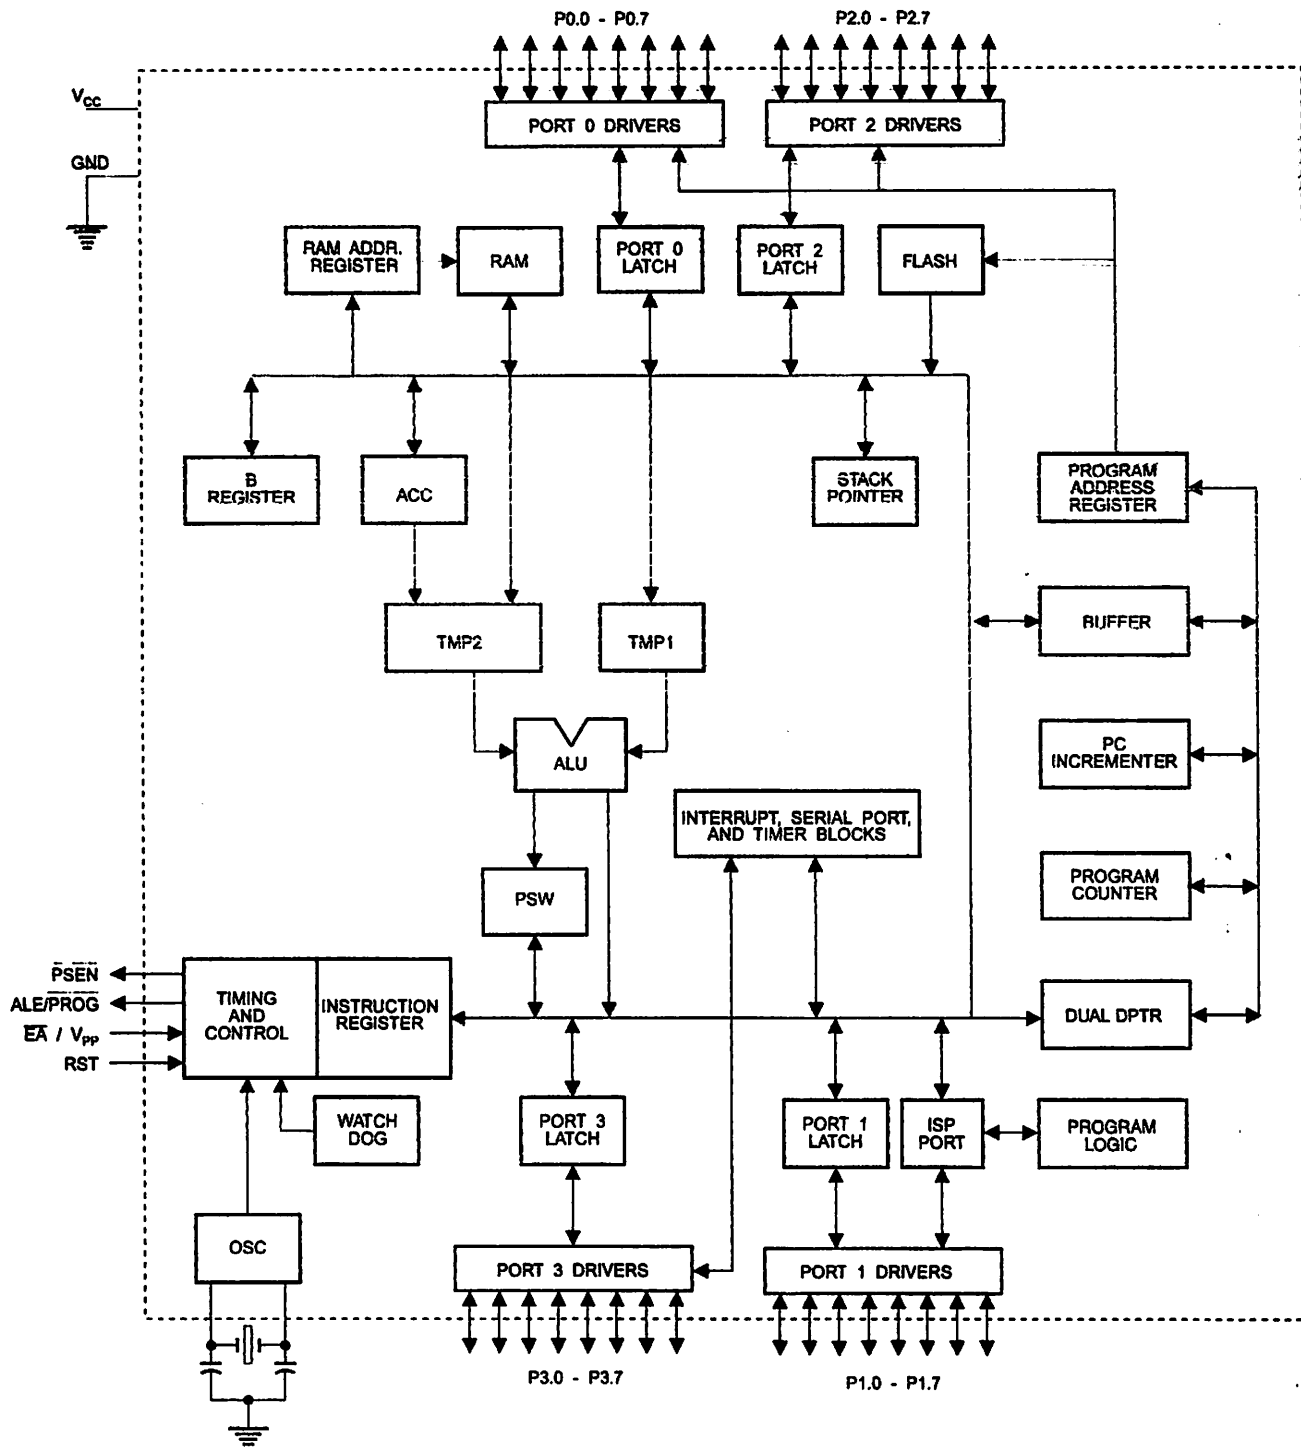 P0.0 - P0.7
P2.0 - P2.7
VCC
GND
PORT 0 DRIVERS
PORT 2 DRIVERS
RAM ADDR.
REGISTER
RAM
PORT 0
LATCH
PORT 2
LATCH
FLASH
B
REGISTER
ACC
STACK
POINTER
PROGRAM
ADDRESS
REGISTER
TMP2
TMP1
BUFFER
ALU
PC
INCREMENTER
INTERRUPT, SERIAL PORT,
AND TIMER BLOCKS
PSW
PROGRAM
COUNTER
PSEN
ALE/PROG
EA / VPP
RST
TIMING
AND
CONTROL
INSTRUCTION
REGISTER
DUAL DPTR
WATCH
DOG
PORT 3
LATCH
PORT 1
LATCH
ISP
PORT
PROGRAM
LOGIC
OSC
PORT 3 DRIVERS
PORT 1 DRIVERS
P3.0 - P3.7
P1.0 - P1.7